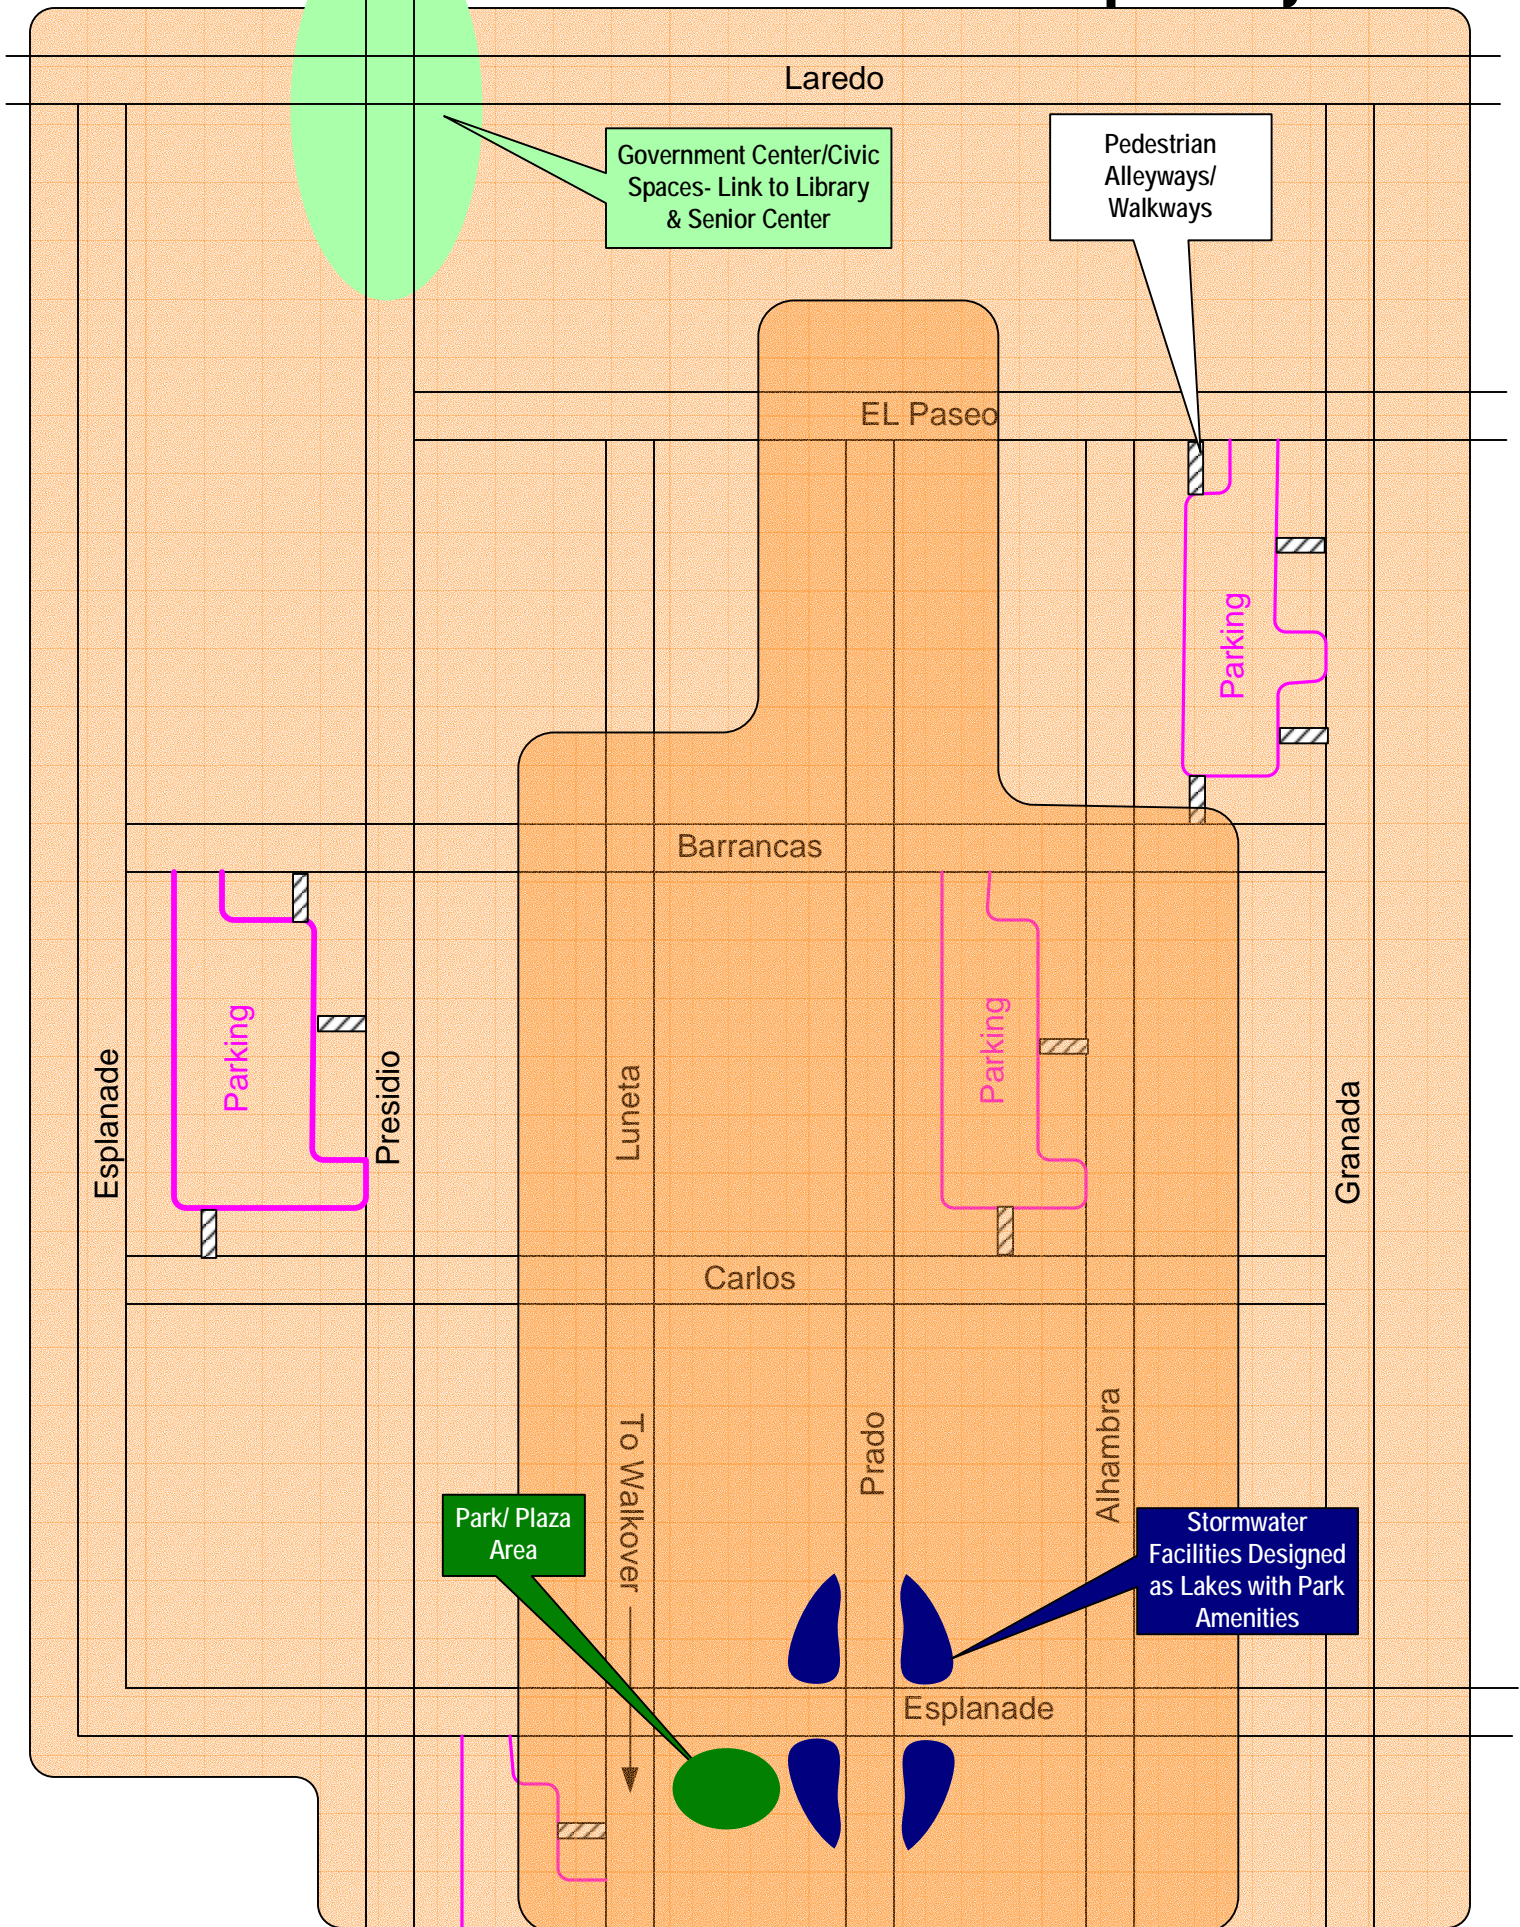 Laredo
Government Center/Civic
Spaces- Link to Library
& Senior Center
Pedestrian
Alleyways/
Walkways
EL Paseo
Parking
Barrancas
Parking
Parking
Esplanade
Presidio
Luneta
Granada
Carlos
To Walkover
Prado
Alhambra
Park/ Plaza
Area
Stormwater
Facilities Designed
as Lakes with Park
Amenities
Esplanade